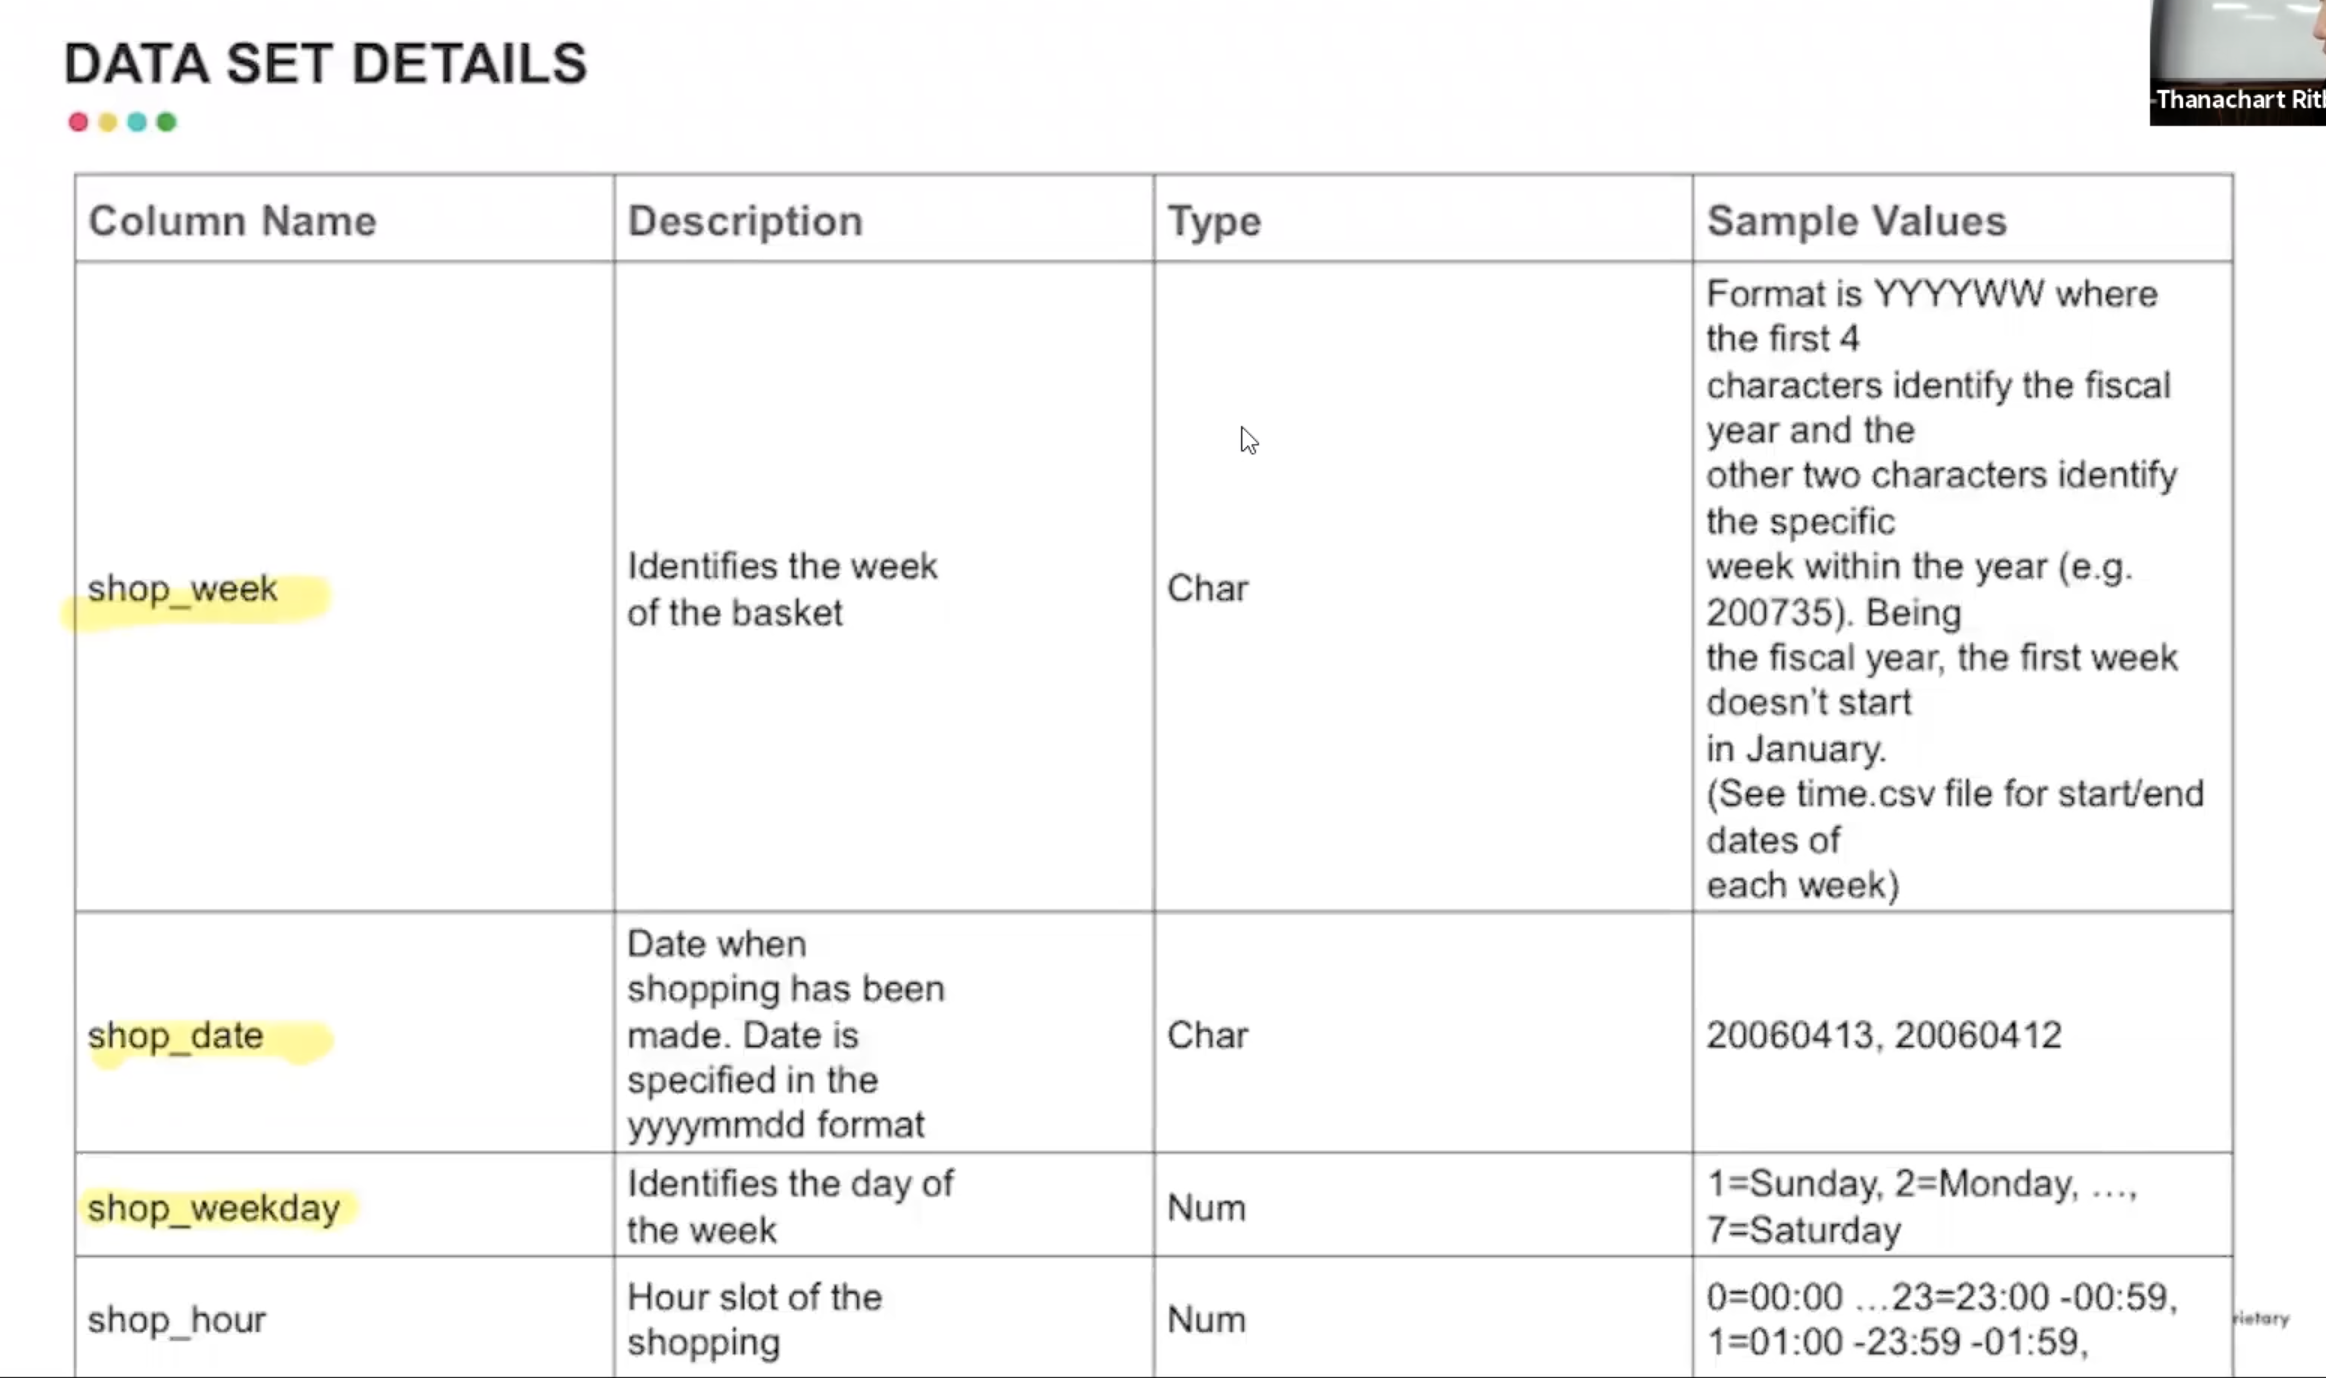 DATA SET DETAILS
-Thanachart
Column Name
Description
Type
Sample Values
shop_week
Identifies the week
of the basket
Char
Format is YYYYWW where
the first 4
characters identify the fiscal
year and the
other two characters identify
the specific
week within the year (e.g.
200735). Being
the fiscal year, the first week
doesn't start
in January.
(See time.csv file for start/end
dates of
each week)
shop_date
Date when
shopping has been
made. Date is
specified in the
yyyymmdd format
Char
20060413, 20060412
shop_weekday
Identifies the day of
the week
Num
1=Sunday, 2=Monday, …,
7=Saturday
shop_hour
Hour slot of the
shopping
Num
0=00:00 …23=23:00 -00:59,
1=01:00 -23:59 -01:59,
rietary